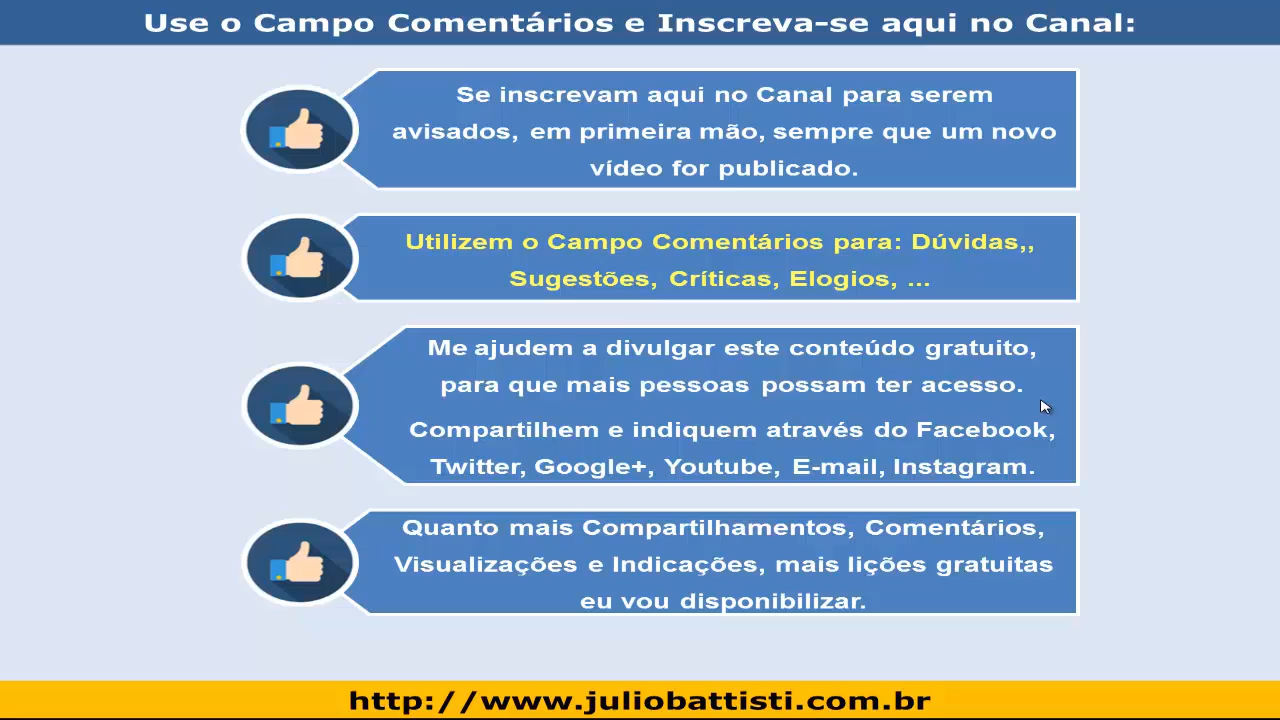 Use o Campo Comentários e Inscreva-se aqui no Canal:
Se inscrevam aqui no Canal para serem
avisados, em primeira mão, sempre que um novo
vídeo for publicado.
Utilizem o Campo Comentários para: Dúvidas,,
Sugestões, Críticas, Elogios, ...
Me ajudem a divulgar este conteúdo gratuito,
para que mais pessoas possam ter acesso.
Compartilhem e indiquem através do Facebook,
Twitter, Google+, Youtube, E-mail, Instagram.
Quanto mais Compartilhamentos, Comentários,
Visualizações e Indicações, mais lições gratuitas
eu vou disponibilizar.
http://www.juliobattisti.com.br